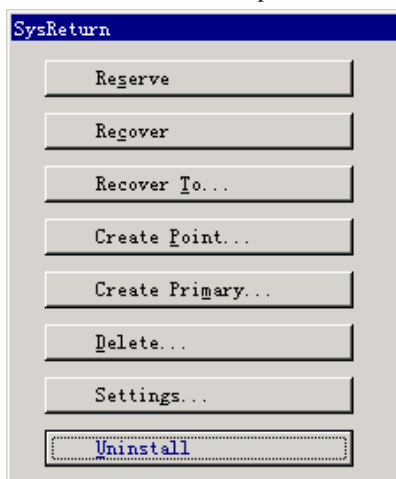 SysReturn
Reserve
Recover
Recover To...
Create Point...
Create Primary...
Delete...
Settings...
Uninstall